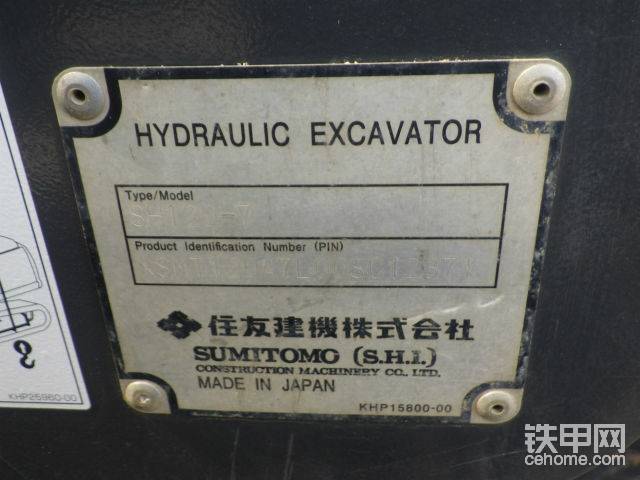 HYDRAULIC EXCAVATOR
Type/Model
Product Identification Number (PIN)
住友建機株式会社
SUMITOMO (S.H.I.)
CONSTRUCTION MACHINERY CO., LTD.
MADE IN JAPAN
KHP15800-00
KHP25960-00
铁甲网
cehome.com